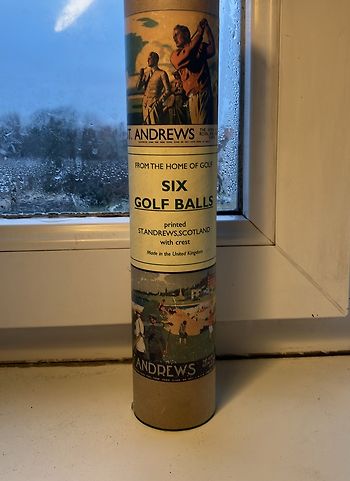 T. ANDREWS
FROM THE HOME OF GOLF
SIX
GOLF BALLS
printed
ST.ANDREWS.SCOTLAND
with crest
Made in the United Kingdom
ANDREWS